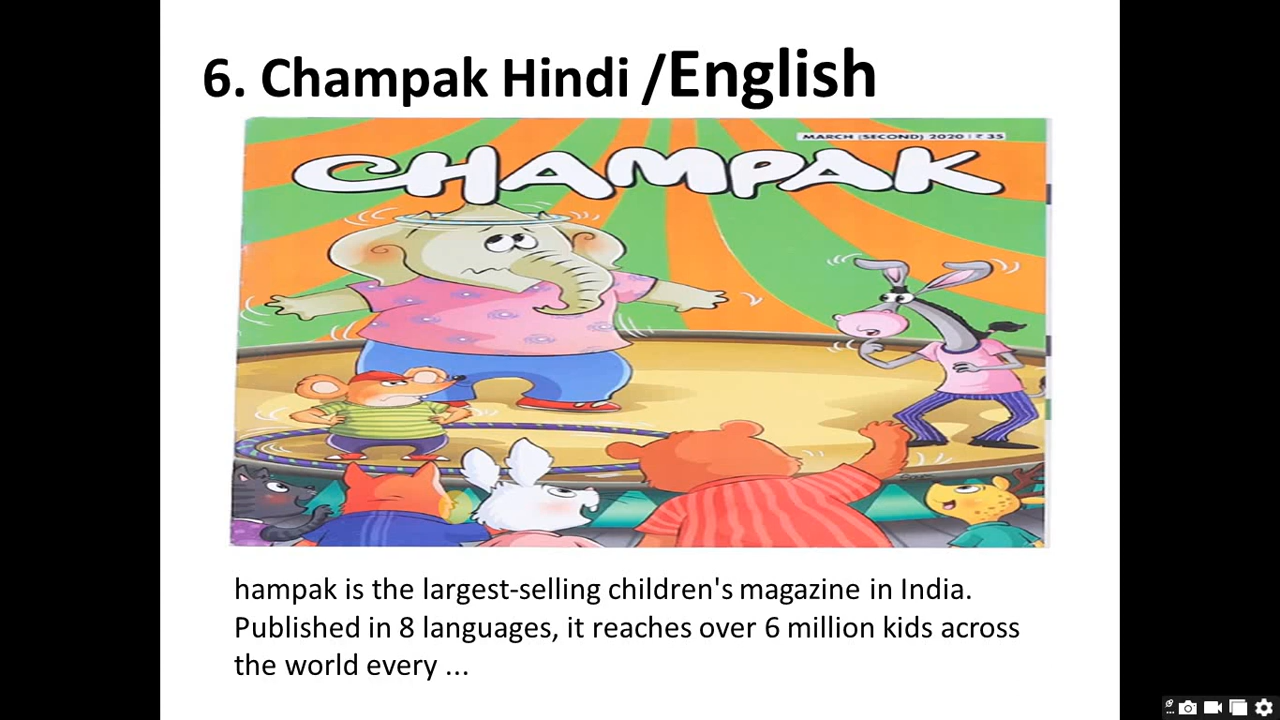 6. Champak Hindi /English
MARCH (SECOND) 2020 | ₹ 35
CHAMPAK
hampak is the largest-selling children's magazine in India.
Published in 8 languages, it reaches over 6 million kids across
the world every ...